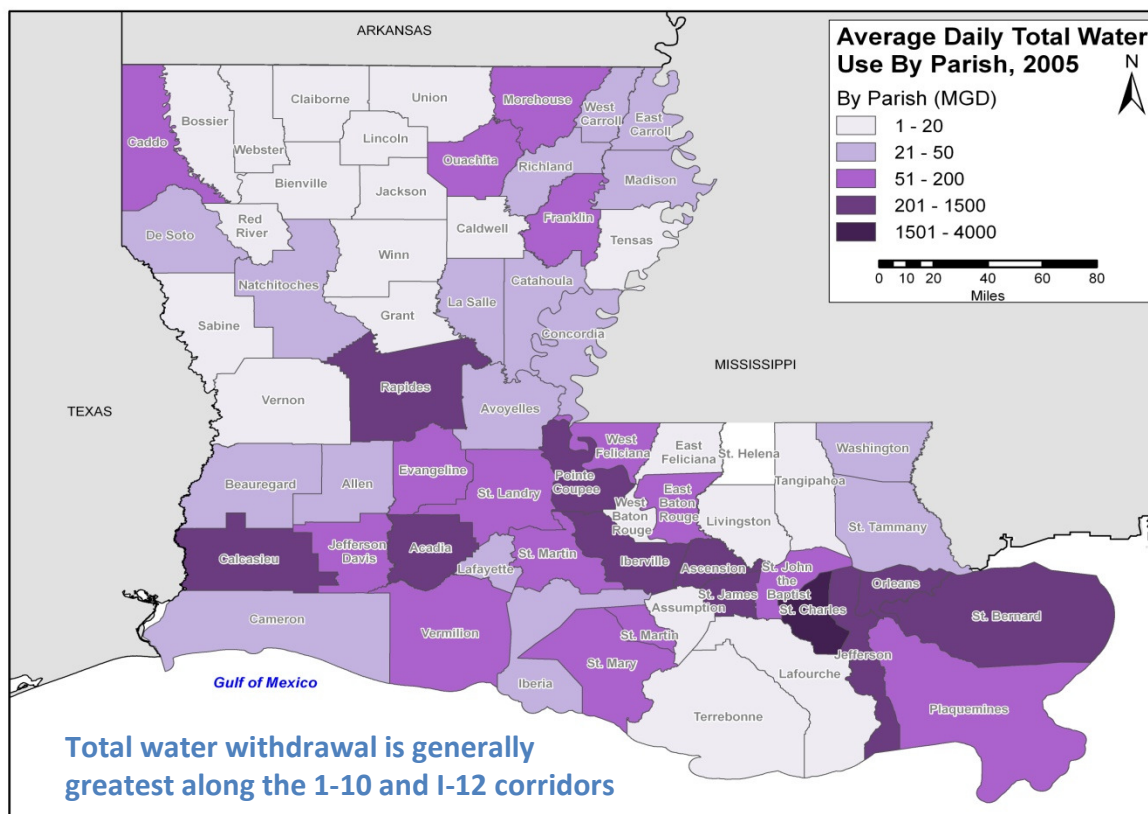 ARKANSAS
Average Daily Total Water
Use By Parish, 2005
N
By Parish (MGD)
1 - 20
21 - 50
51 - 200
201 - 1500
1501 - 4000
0 10 20 40 60 80
Miles
Caddo
Bossier
Webster
Claiborne
Union
Lincoln
Morehouse
West
Carroll
East
Carroll
Ouachita
Richland
Madison
Bienville
Jackson
Franklin
De Soto
Red
River
Caldwell
Tensas
Winn
Natchitoches
La Salle
Catahoula
Sabine
Grant
Concordia
TEXAS
MISSISSIPPI
Vernon
Rapides
Avoyelles
Beauregard
Allen
Evangeline
St. Landry
Pointe
Coupee
West
Feliciana
East
Feliciana
St. Helena
Tangipahoa
Washington
West
Baton
Rouge
East
Baton
Rouge
Livingston
St. Tammany
Calcasieu
Jefferson
Davis
Acadia
Lafayette
St. Martin
Iberville
Ascension
St. John
the
Baptist
Orleans
Cameron
Vermilion
St. Martin
Assumption
St. James
St. Charles
St. Bernard
Iberia
St. Mary
Lafourche
Jefferson
Terrebonne
Plaquemines
Gulf of Mexico
Total water withdrawal is generally
greatest along the 1-10 and I-12 corridors